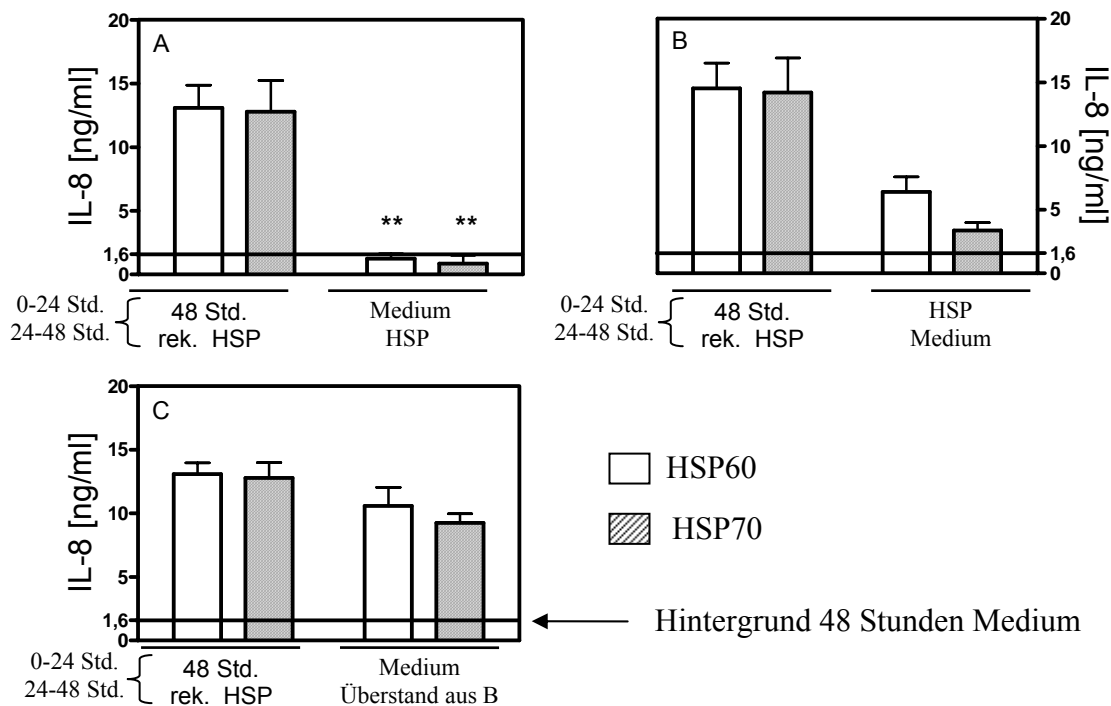 A
IL-8 [ng/ml]
20
15
10
5
1,6
0
** **
0-24 Std.
24-48 Std.
48 Std.
rek. HSP
Medium
HSP
B
IL-8 [ng/ml]
20
15
10
5
1,6
0
0-24 Std.
24-48 Std.
48 Std.
rek. HSP
HSP
Medium
C
IL-8 [ng/ml]
20
15
10
5
1,6
0
0-24 Std.
24-48 Std.
48 Std.
rek. HSP
Medium
Überstand aus B
HSP60
HSP70
Hintergrund 48 Stunden Medium